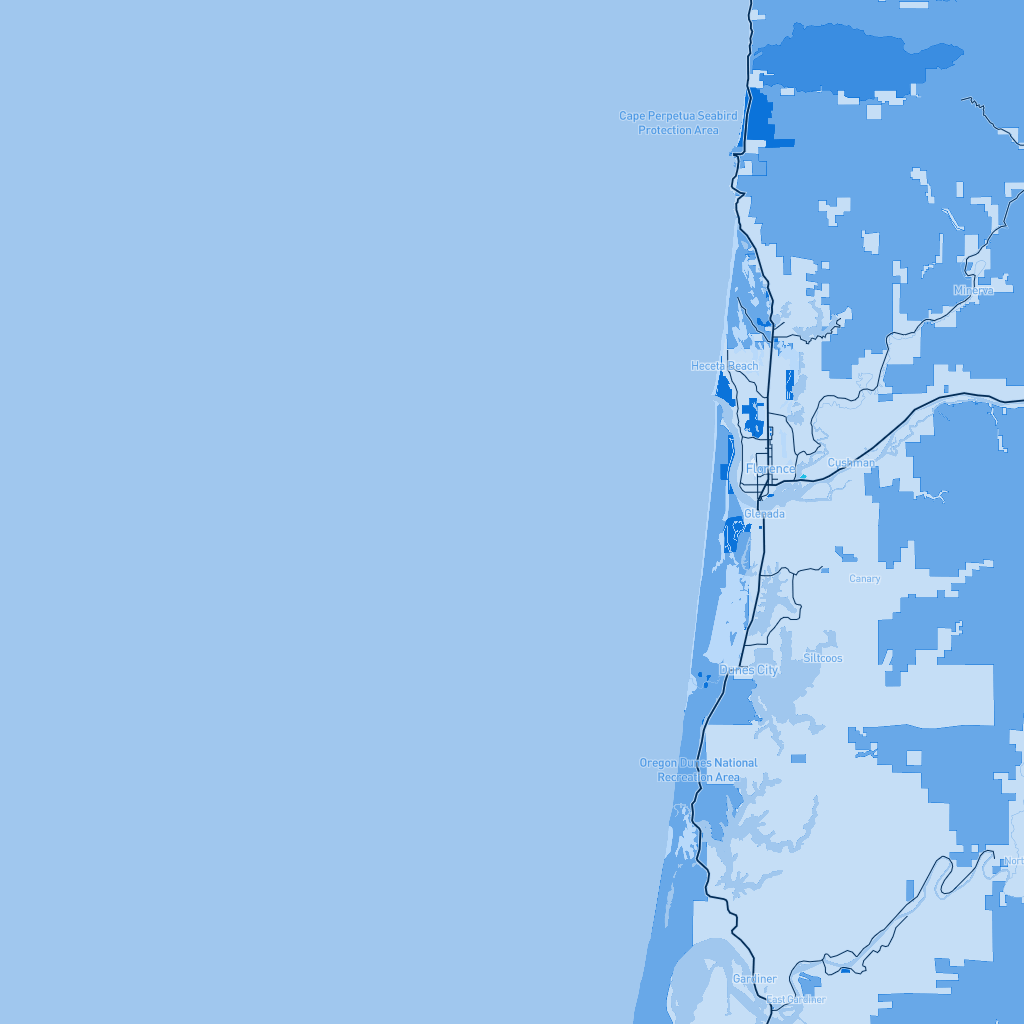 Cape Perpetua Seabird
Protection Area
Minerva
Heceta Beach
Florence
Cushman
Glenada
Canary
Siltcoos
Dunes City
Oregon Dunes National
Recreation Area
Nort
Gardiner
East Gardiner